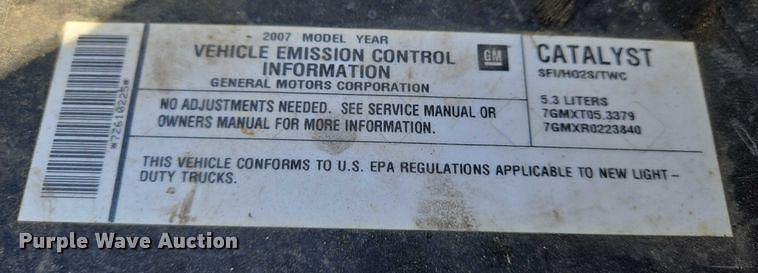 2007 MODEL YEAR
VEHICLE EMISSION CONTROL
INFORMATION
GENERAL MOTORS CORPORATION
GM
CATALYST
SFI/HO2S/TWC
NO ADJUSTMENTS NEEDED. SEE SERVICE MANUAL OR
OWNERS MANUAL FOR MORE INFORMATION.
5.3 LITERS
7GMXT05.3379
7GMXR0223840
THIS VEHICLE CONFORMS TO U.S. EPA REGULATIONS APPLICABLE TO NEW LIGHT-
DUTY TRUCKS.
*72610225*
Purple Wave Auction